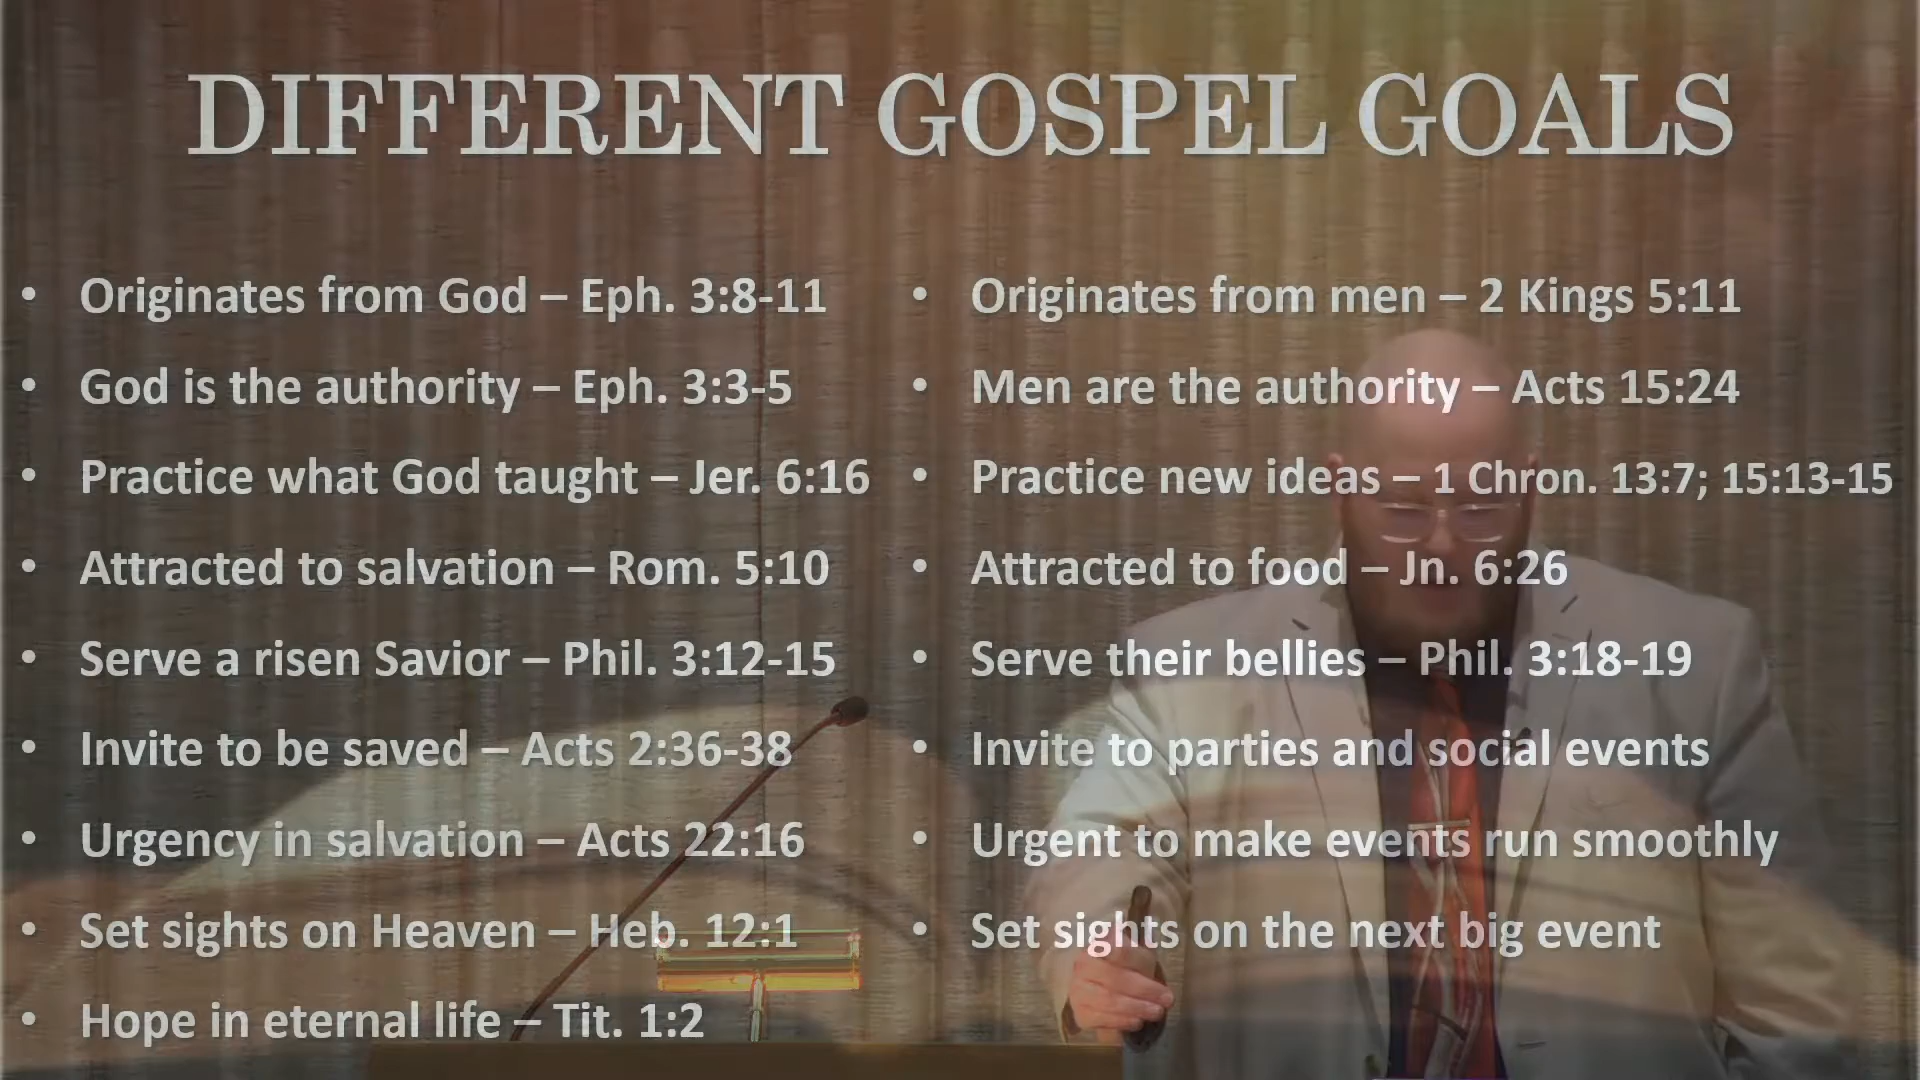 DIFFERENT GOSPEL GOALS
• Originates from God – Eph. 3:8-11
• God is the authority – Eph. 3:3-5
• Practice what God taught – Jer. 6:16
• Attracted to salvation – Rom. 5:10
• Serve a risen Savior – Phil. 3:12-15
• Invite to be saved – Acts 2:36-38
• Urgency in salvation – Acts 22:16
• Set sights on Heaven – Heb. 12:1
• Hope in eternal life – Tit. 1:2
• Originates from men – 2 Kings 5:11
• Men are the authority – Acts 15:24
• Practice new ideas – 1 Chron. 13:7; 15:13-15
• Attracted to food – Jn. 6:26
• Serve their bellies – Phil. 3:18-19
• Invite to parties and social events
• Urgent to make events run smoothly
• Set sights on the next big event